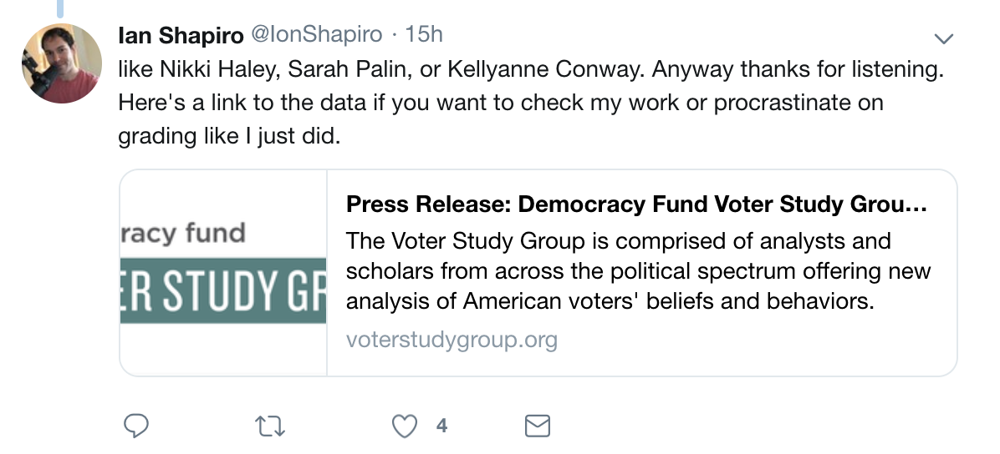 Ian Shapiro @IonShapiro · 15h
like Nikki Haley, Sarah Palin, or Kellyanne Conway. Anyway thanks for listening.
Here's a link to the data if you want to check my work or procrastinate on
grading like I just did.
racy fund
ER STUDY GR
Press Release: Democracy Fund Voter Study Grou...
The Voter Study Group is comprised of analysts and
scholars from across the political spectrum offering new
analysis of American voters' beliefs and behaviors.
voterstudygroup.org
4